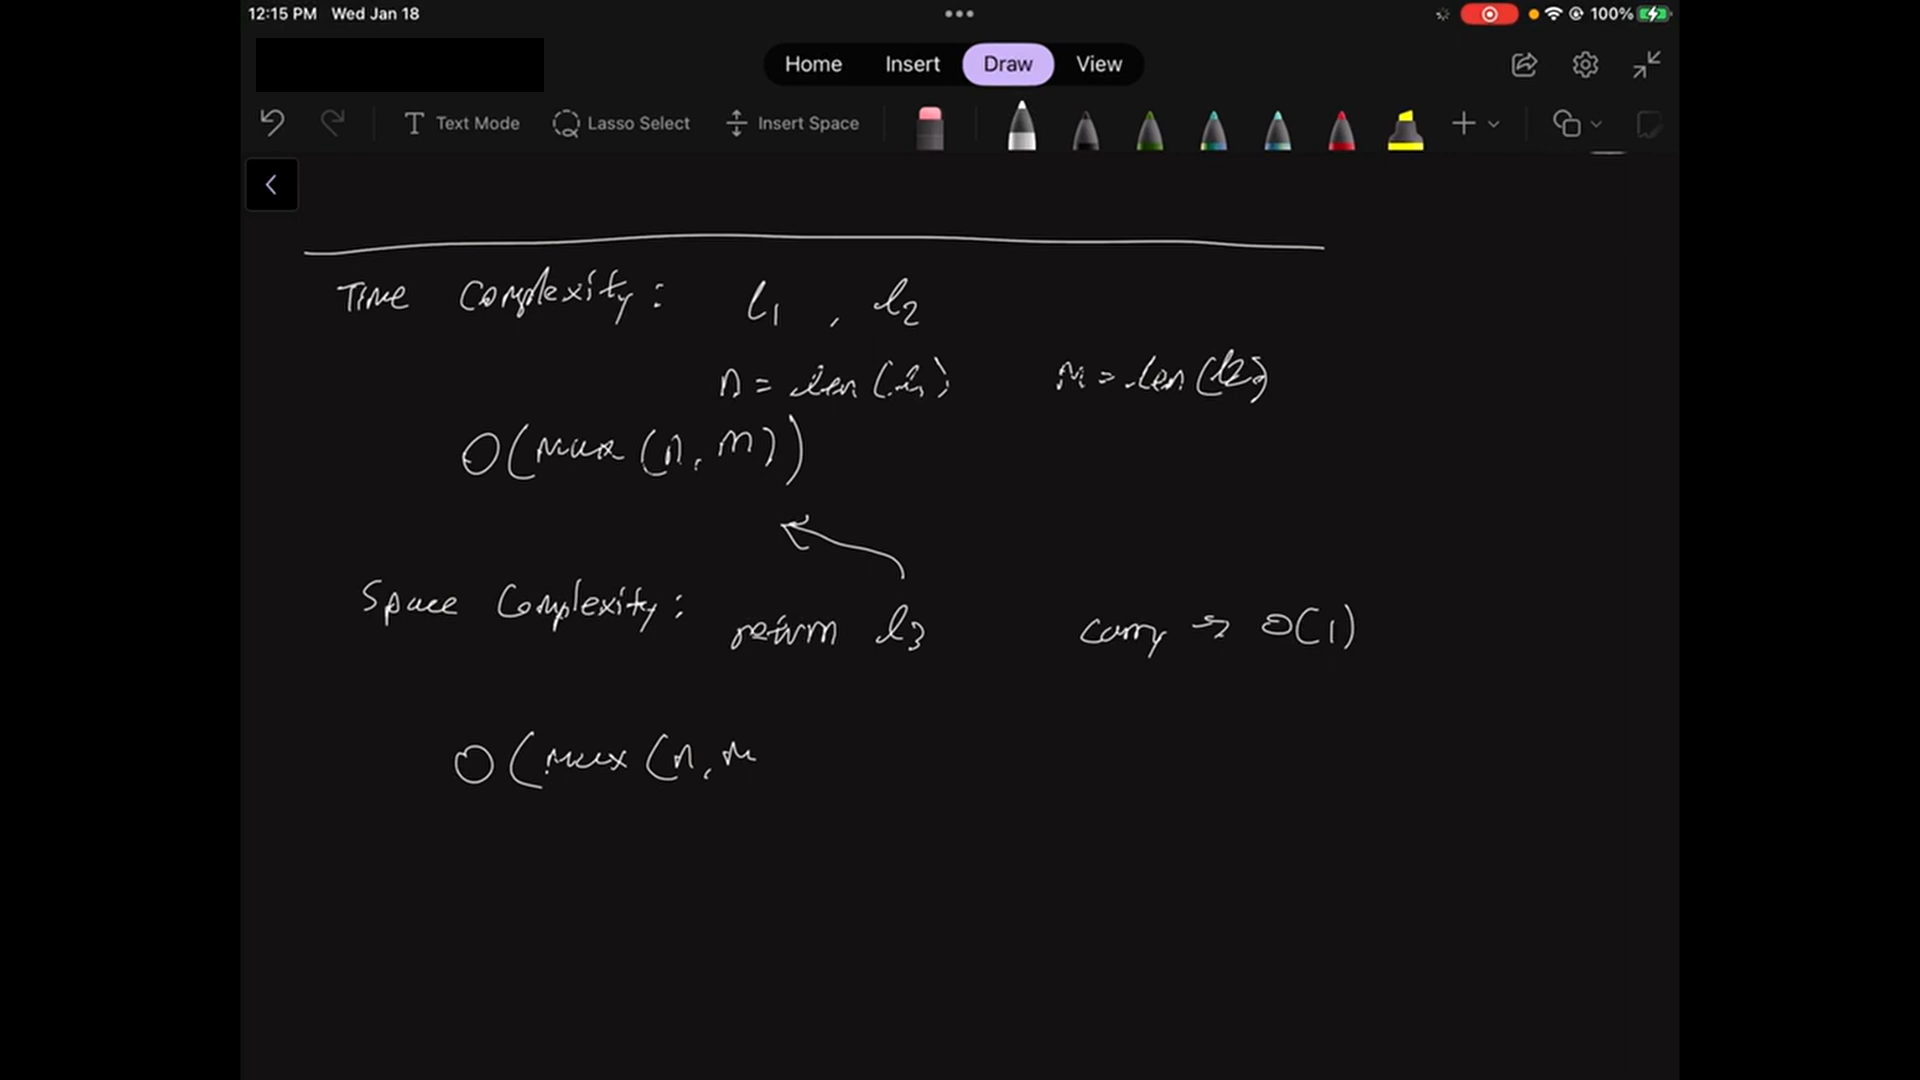 12:15 PM Wed Jan 18 100%
Home Insert Draw View
Text Mode Lasso Select Insert Space
Time Complexity: l1 , l2
n = len(l1) m = len(l2)
O(max(n, m))
Space Complexity: return l3 carry → O(1)
O(max(n, m